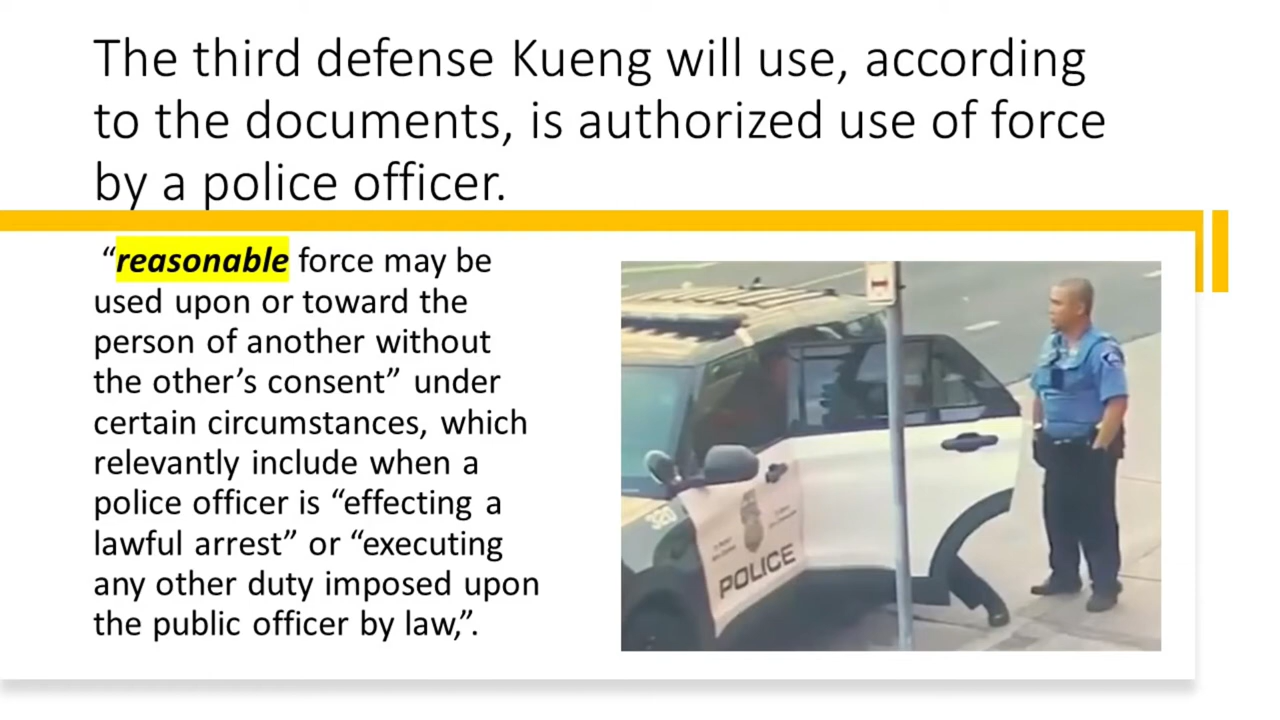 The third defense Kueng will use, according
to the documents, is authorized use of force
by a police officer.
“reasonable force may be
used upon or toward the
person of another without
the other’s consent” under
certain circumstances, which
relevantly include when a
police officer is “effecting a
lawful arrest” or “executing
any other duty imposed upon
the public officer by law,”.
320
POLICE